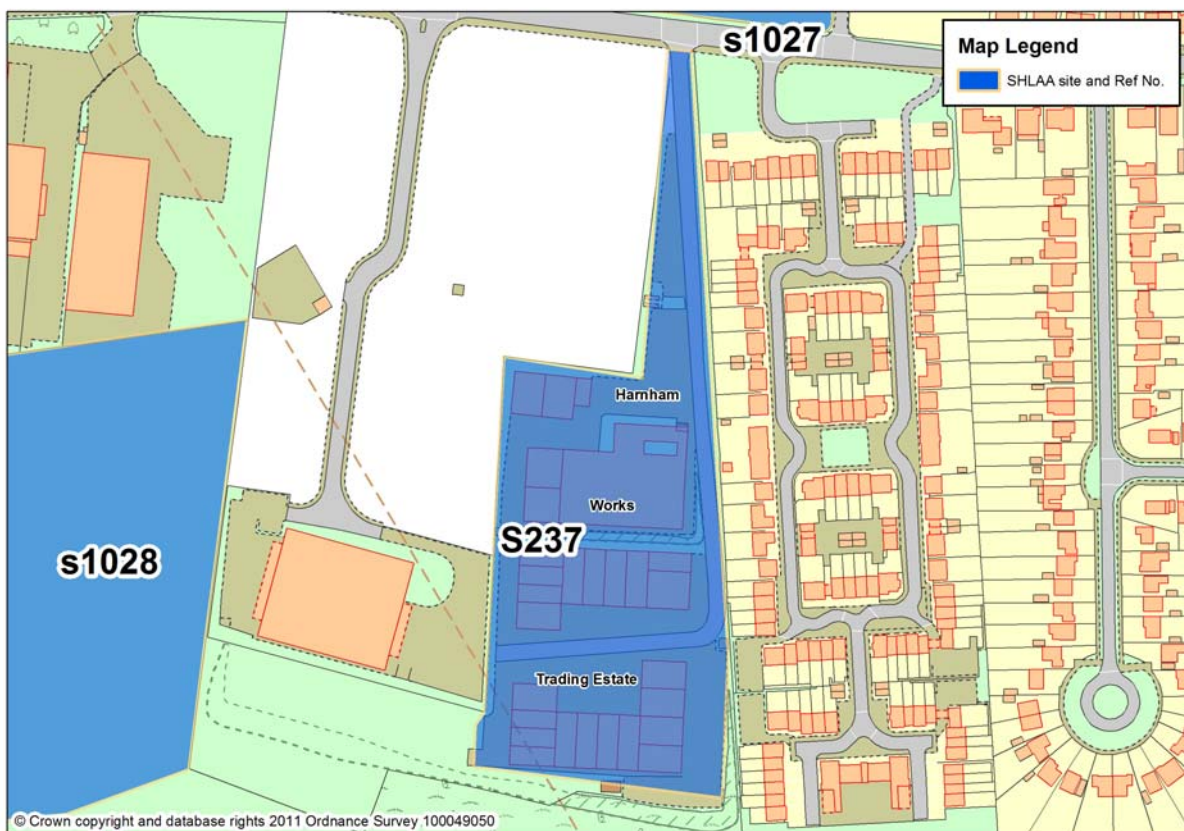 s1027
Map Legend
SHLAA site and Ref No.
Harnham
Works
S237
s1028
Trading Estate
© Crown copyright and database rights 2011 Ordnance Survey 100049050